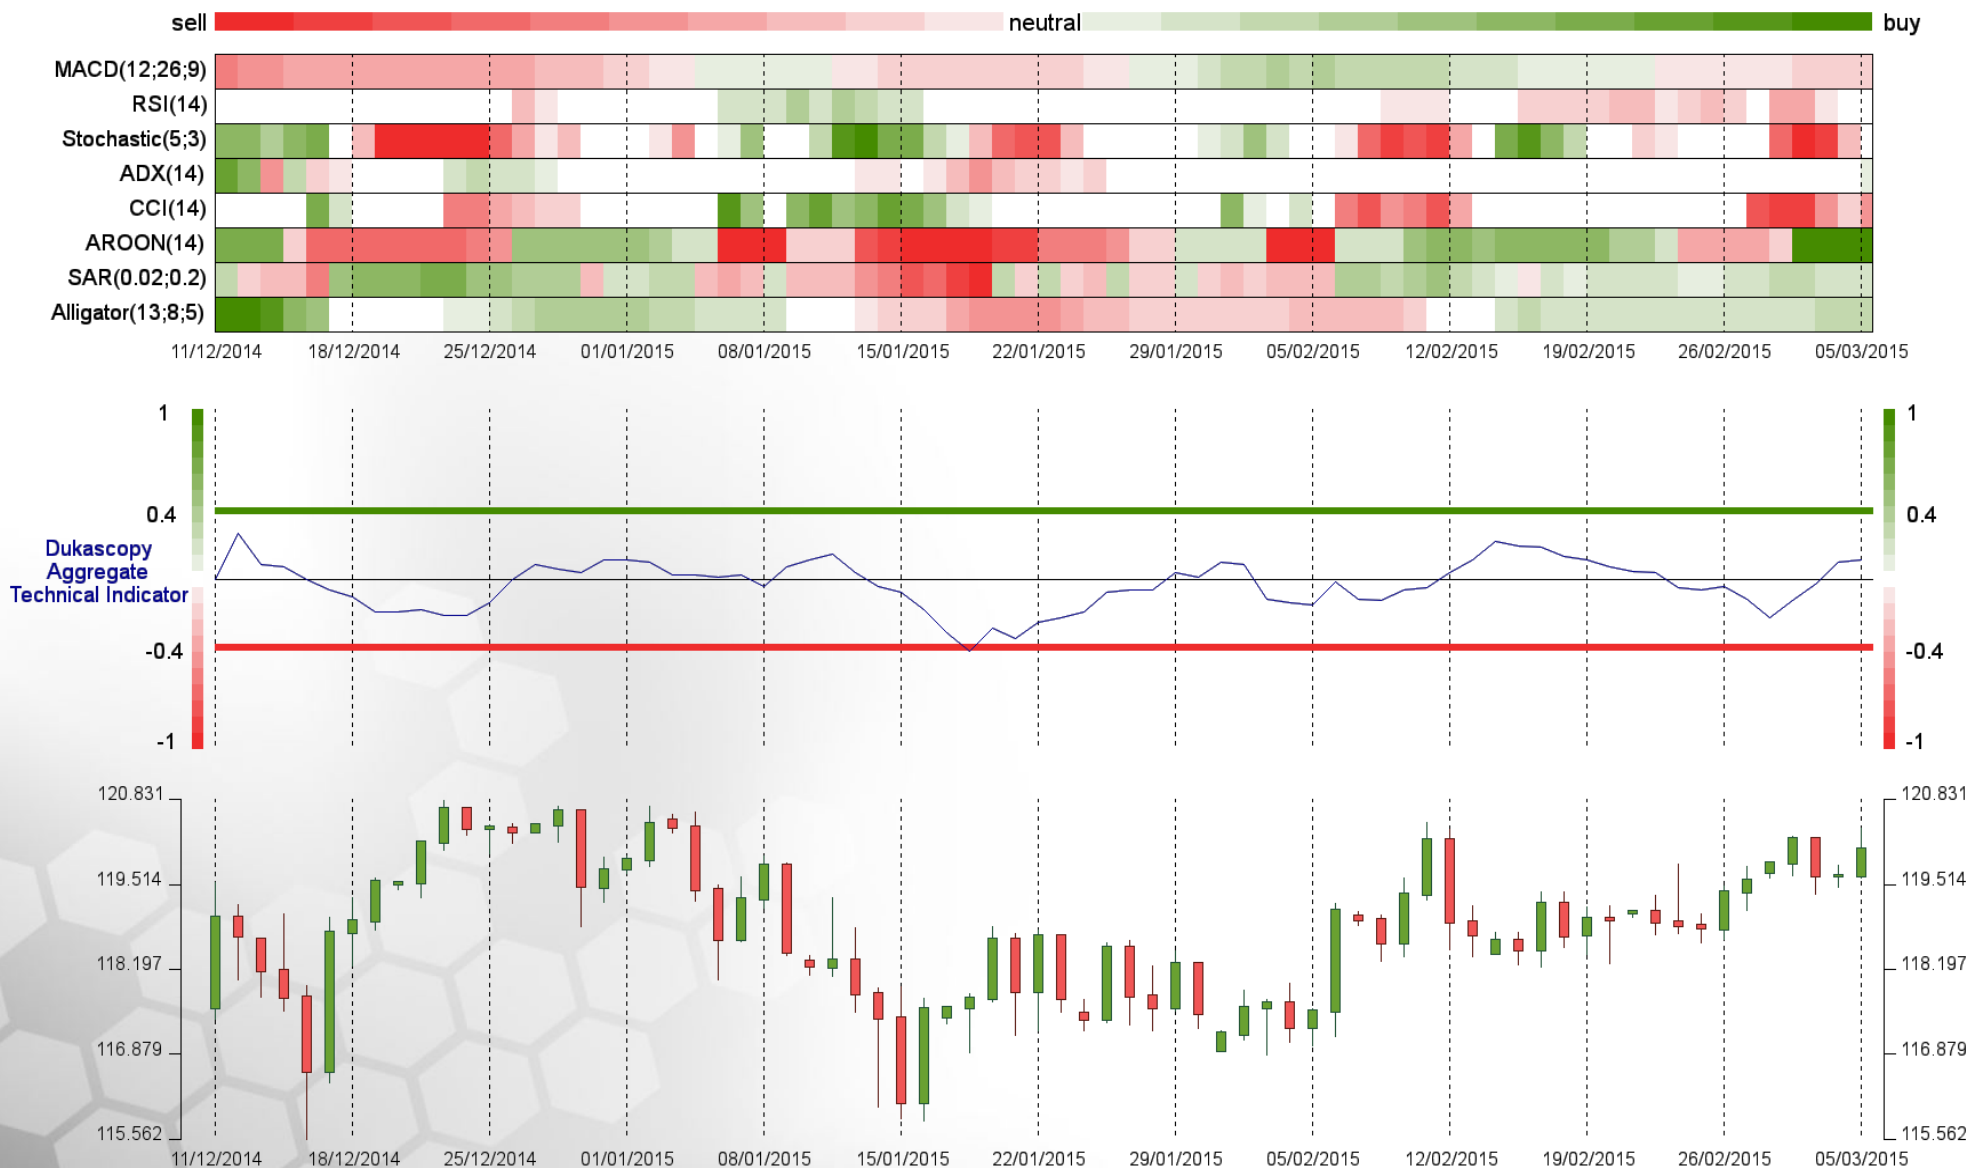 sell neutral buy
MACD(12;26;9)
RSI(14)
Stochastic(5;3)
ADX(14)
CCI(14)
AROON(14)
SAR(0.02;0.2)
Alligator(13;8;5)
11/12/2014 18/12/2014 25/12/2014 01/01/2015 08/01/2015 15/01/2015 22/01/2015 29/01/2015 05/02/2015 12/02/2015 19/02/2015 26/02/2015 05/03/2015
1 1
0.4 0.4
Dukascopy
Aggregate
Technical Indicator
-0.4 -0.4
-1 -1
120.831 120.831
119.514 119.514
118.197 118.197
116.879 116.879
115.562 115.562
11/12/2014 18/12/2014 25/12/2014 01/01/2015 08/01/2015 15/01/2015 22/01/2015 29/01/2015 05/02/2015 12/02/2015 19/02/2015 26/02/2015 05/03/2015